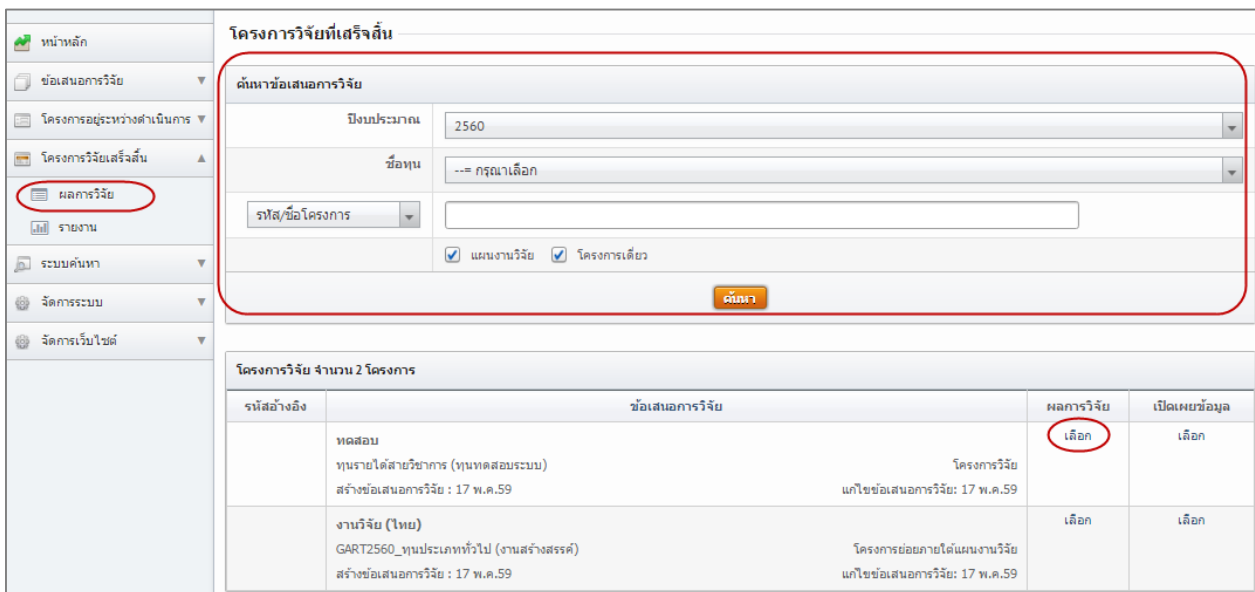 หน้าหลัก
ข้อเสนอการวิจัย
โครงการอยู่ระหว่างดำเนินการ
โครงการวิจัยเสร็จสิ้น
ผลการวิจัย
รายงาน
ระบบค้นหา
จัดการระบบ
จัดการเว็บไซต์
โครงการวิจัยที่เสร็จสิ้น
ค้นหาข้อเสนอการวิจัย
ปีงบประมาณ 2560
ชื่อทุน --= กรุณาเลือก
รหัส/ชื่อโครงการ
แผนงานวิจัย โครงการเดี่ยว
ค้นหา
โครงการวิจัย จำนวน 2 โครงการ
รหัสอ้างอิง ข้อเสนอการวิจัย ผลการวิจัย เปิดเผยข้อมูล
ทดสอบ เลือก เลือก
ทุนรายได้สายวิชาการ (ทุนทดสอบระบบ) โครงการวิจัย
สร้างข้อเสนอการวิจัย : 17 พ.ค.59 แก้ไขข้อเสนอการวิจัย: 17 พ.ค.59
งานวิจัย (ไทย) เลือก เลือก
GART2560_ทุนประเภททั่วไป (งานสร้างสรรค์) โครงการย่อยภายใต้แผนงานวิจัย
สร้างข้อเสนอการวิจัย : 17 พ.ค.59 แก้ไขข้อเสนอการวิจัย: 17 พ.ค.59